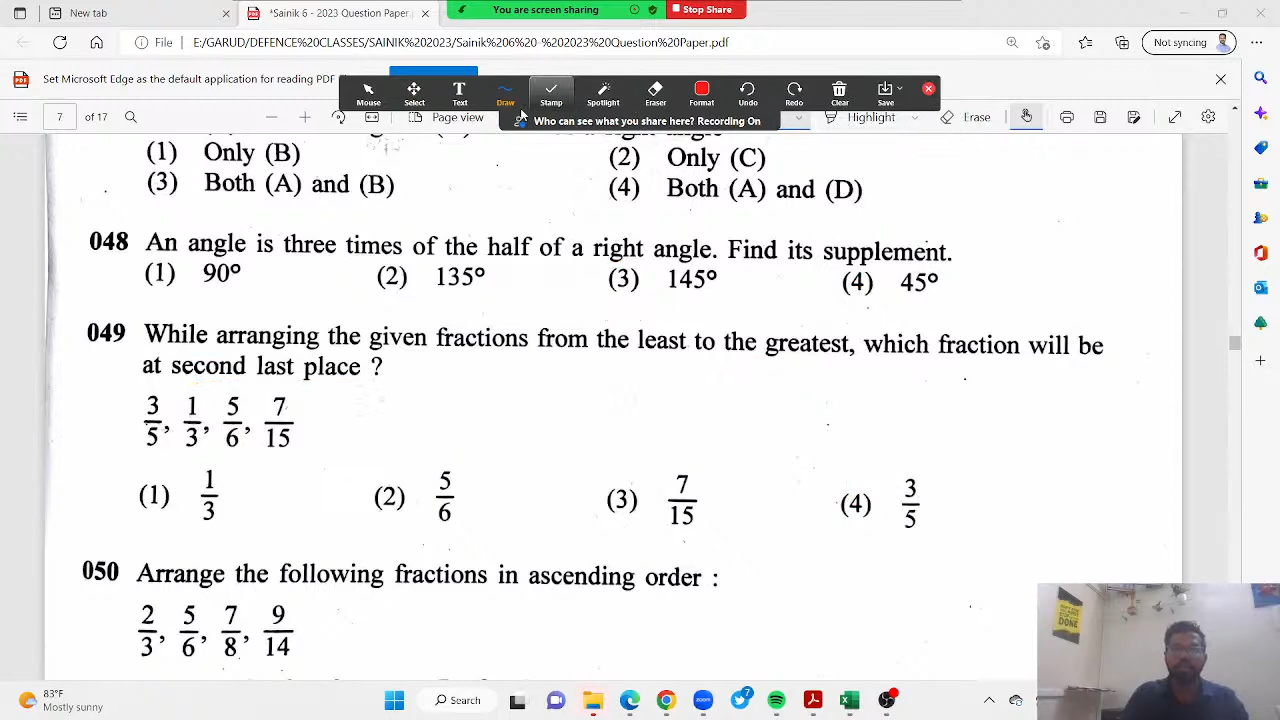 New tab
*Sainik 6 - 2023 Question Paper
You are screen sharing
Stop Share
File
E:/GARUD/DEFENCE%20CLASSES/SAINIK%202023/Sainik%206%20-%202023%20Question%20Paper.pdf
Not syncing
Set Microsoft Edge as the default application for reading PDF
Mouse
Select
Text
Draw
Stamp
Spotlight
Eraser
Format
Undo
Redo
Clear
Save
Who can see what you share here? Recording On
of 17
Page view
Highlight
Erase
(1) Only (B)
(2) Only (C)
(3) Both (A) and (B)
(4) Both (A) and (D)
048 An angle is three times of the half of a right angle. Find its supplement.
(1) 90° (2) 135° (3) 145° (4) 45°
049 While arranging the given fractions from the least to the greatest, which fraction will be
at second last place ?
3/5, 1/3, 5/6, 7/15
(1) 1/3 (2) 5/6 (3) 7/15 (4) 3/5
050 Arrange the following fractions in ascending order :
2/3, 5/6, 7/8, 9/14
DONE
83°F
Mostly sunny
Search
zoom
7